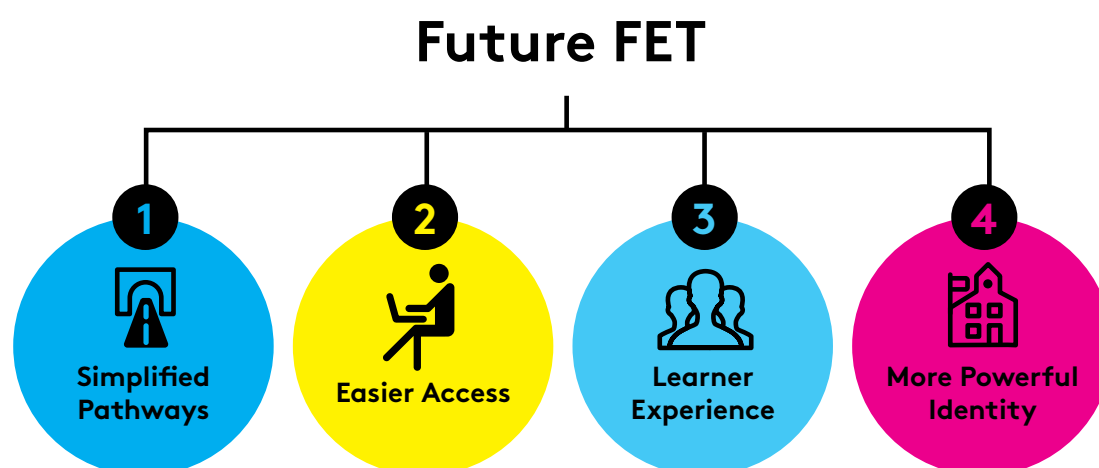 Future FET
1
2
3
4
Simplified
Pathways
Easier Access
Learner
Experience
More Powerful
Identity